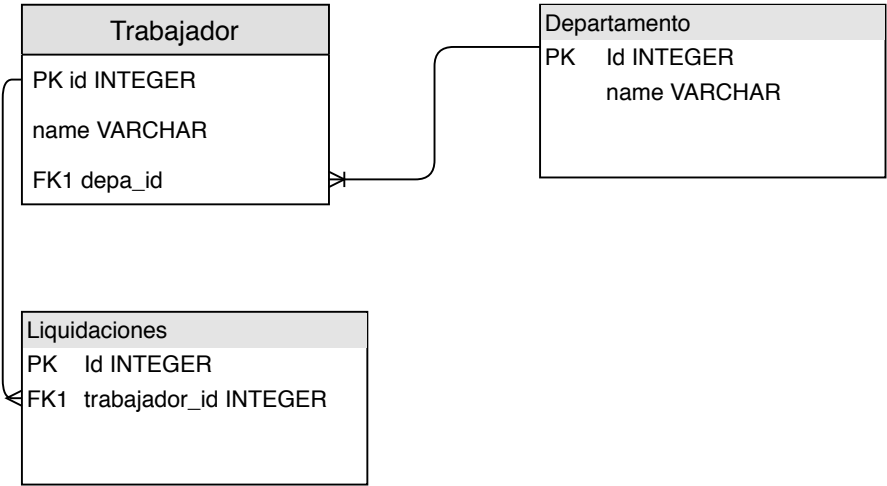 Trabajador
PK id INTEGER
name VARCHAR
FK1 depa_id
Departamento
PK Id INTEGER
name VARCHAR
Liquidaciones
PK Id INTEGER
FK1 trabajador_id INTEGER